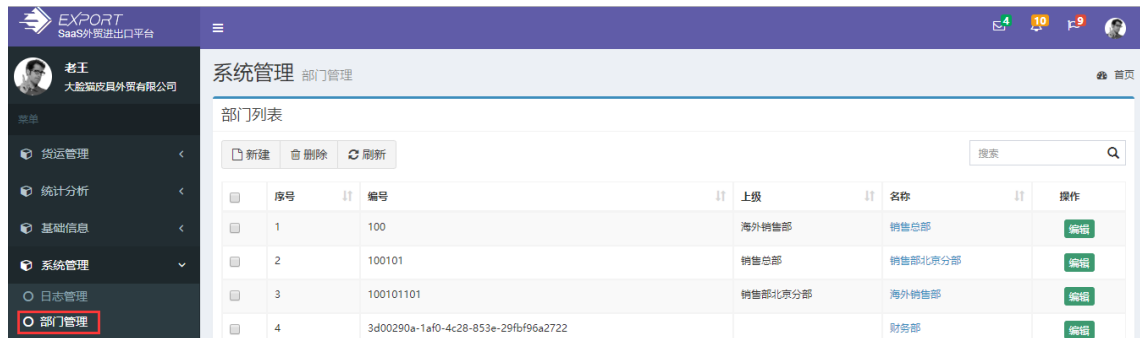 EXPORT
SaaS外贸进出口平台
4
10
9
老王
大脸猫皮具外贸有限公司
菜单
货运管理
统计分析
基础信息
系统管理
日志管理
部门管理
系统管理 部门管理
首页
部门列表
新建 删除 刷新
搜索
序号 编号 上级 名称 操作
1 100 海外销售部 销售总部 编辑
2 100101 销售总部 销售部北京分部 编辑
3 100101101 销售部北京分部 海外销售部 编辑
4 3d00290a-1af0-4c28-853e-29fbf96a2722 财务部 编辑